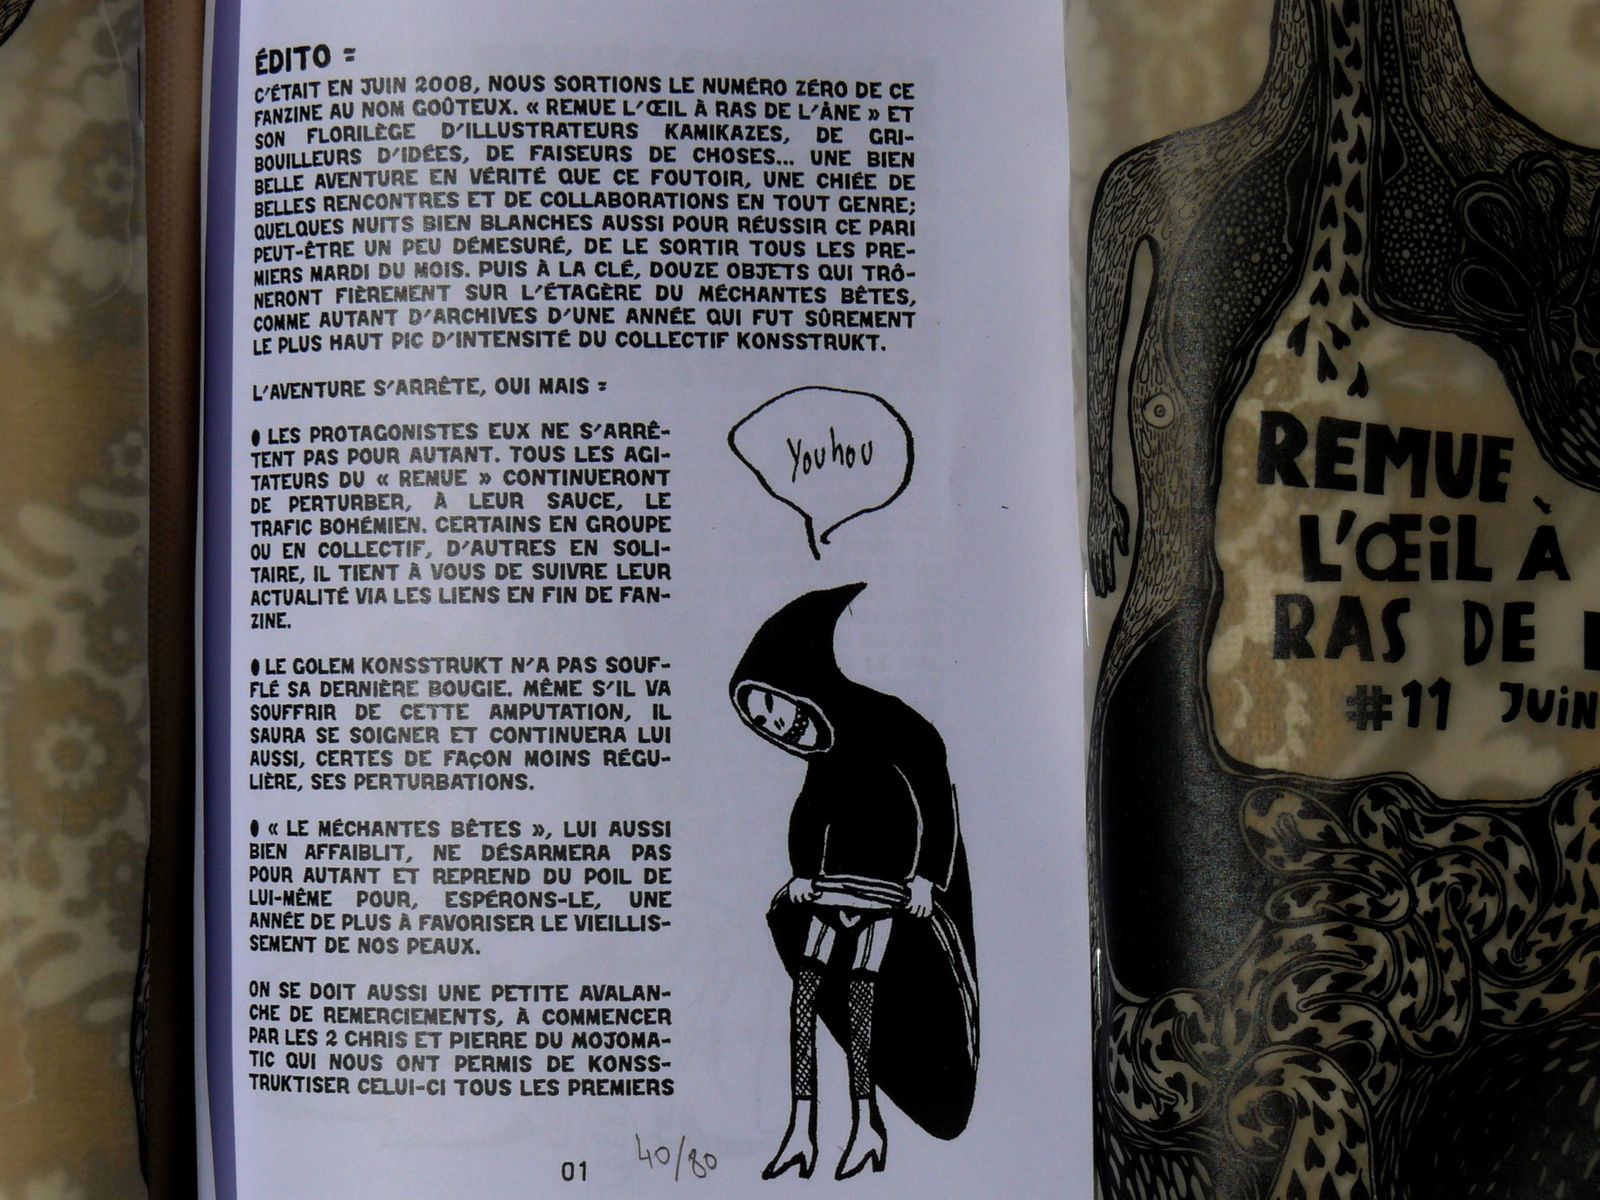 ÉDITO =
C'ÉTAIT EN JUIN 2008, NOUS SORTIONS LE NUMÉRO ZÉRO DE CE
FANZINE AU NOM GOÛTEUX. « REMUE L'ŒIL À RAS DE L'ÂNE » ET
SON FLORILÈGE D'ILLUSTRATEURS KAMIKAZES, DE GRI-
BOUILLEURS D'IDÉES, DE FAISEURS DE CHOSES... UNE BIEN
BELLE AVENTURE EN VÉRITÉ QUE CE FOUTOIR, UNE CHIÉE DE
BELLES RENCONTRES ET DE COLLABORATIONS EN TOUT GENRE;
QUELQUES NUITS BIEN BLANCHES AUSSI POUR RÉUSSIR CE PARI
PEUT-ÊTRE UN PEU DÉMESURÉ, DE LE SORTIR TOUS LES PRE-
MIERS MARDI DU MOIS. PUIS À LA CLÉ, DOUZE OBJETS QUI TRÔ-
NERONT FIÈREMENT SUR L'ÉTAGÈRE DU MÉCHANTES BÊTES,
COMME AUTANT D'ARCHIVES D'UNE ANNÉE QUI FUT SÛREMENT
LE PLUS HAUT PIC D'INTENSITÉ DU COLLECTIF KONSSTRUKT.
L'AVENTURE S'ARRÊTE, OUI MAIS =
LES PROTAGONISTES EUX NE S'ARRÊ-
TENT PAS POUR AUTANT. TOUS LES AGI-
TATEURS DU « REMUE » CONTINUERONT
DE PERTURBER, À LEUR SAUCE, LE
TRAFIC BOHÉMIEN. CERTAINS EN GROUPE
OU EN COLLECTIF, D'AUTRES EN SOLI-
TAIRE, IL TIENT À VOUS DE SUIVRE LEUR
ACTUALITÉ VIA LES LIENS EN FIN DE FAN-
ZINE.
LE GOLEM KONSSTRUKT N'A PAS SOUF-
FLÉ SA DERNIÈRE BOUGIE. MÊME S'IL VA
SOUFFRIR DE CETTE AMPUTATION, IL
SAURA SE SOIGNER ET CONTINUERA LUI
AUSSI, CERTES DE FAÇON MOINS RÉGU-
LIÈRE, SES PERTURBATIONS.
« LE MÉCHANTES BÊTES », LUI AUSSI
BIEN AFFAIBLIT, NE DÉSARMERA PAS
POUR AUTANT ET REPREND DU POIL DE
LUI-MÊME POUR, ESPÉRONS-LE, UNE
ANNÉE DE PLUS À FAVORISER LE VIEILLIS-
SEMENT DE NOS PEAUX.
ON SE DOIT AUSSI UNE PETITE AVALAN-
CHE DE REMERCIEMENTS, À COMMENCER
PAR LES 2 CHRIS ET PIERRE DU MOJOMA-
TIC QUI NOUS ONT PERMIS DE KONSS-
TRUKTISER CELUI-CI TOUS LES PREMIERS
01
40/80
Youhou
REMUE
L'ŒiL À
RAS DE
#11 JUiN